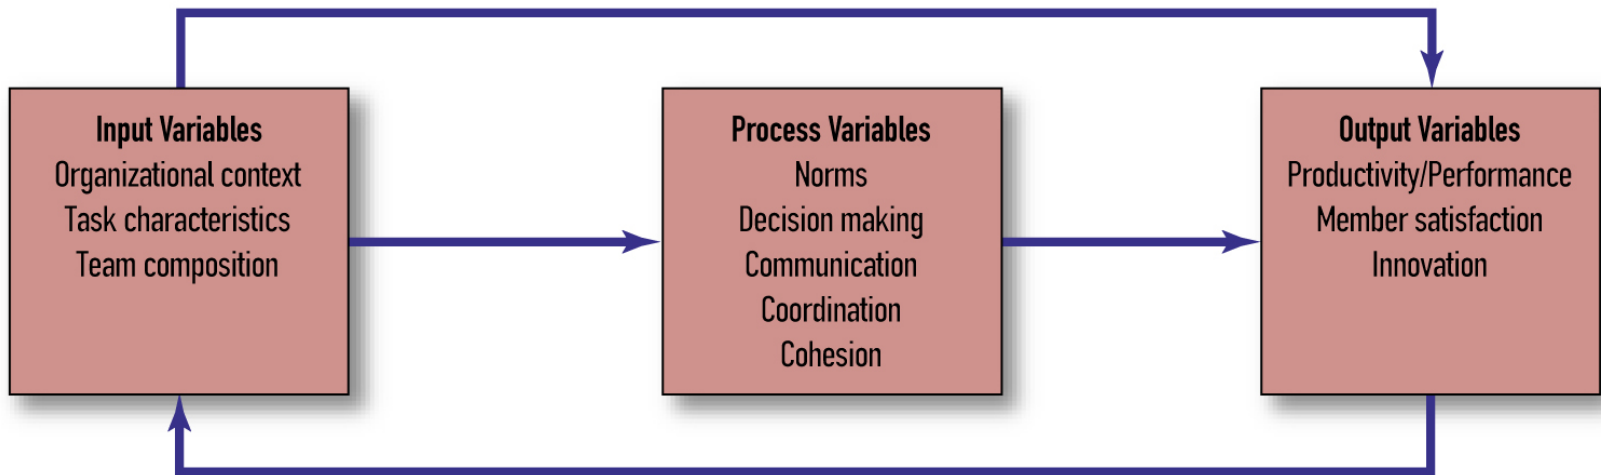 Input Variables
Organizational context
Task characteristics
Team composition
Process Variables
Norms
Decision making
Communication
Coordination
Cohesion
Output Variables
Productivity/Performance
Member satisfaction
Innovation